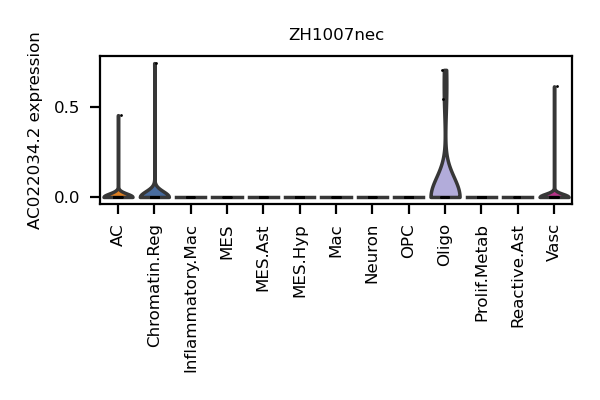 ZH1007nec
AC022034.2 expression
0.5
0.0
AC
Chromatin.Reg
Inflammatory.Mac
MES
MES.Ast
MES.Hyp
Mac
Neuron
OPC
Oligo
Prolif.Metab
Reactive.Ast
Vasc